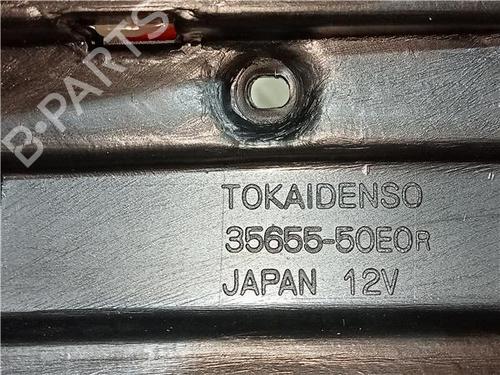 B-PARTS
TOKAIDENSO
35655-50E0R
JAPAN 12V